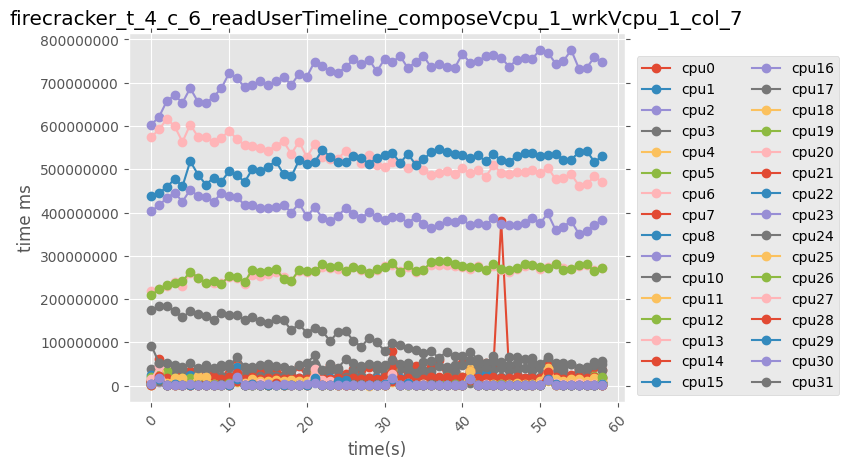 firecracker_t_4_c_6_readUserTimeline_composeVcpu_1_wrkVcpu_1_col_7
800000000
700000000
600000000
500000000
400000000
300000000
200000000
100000000
0
time ms
0 10 20 30 40 50 60
time(s)
cpu0 cpu16
cpu1 cpu17
cpu2 cpu18
cpu3 cpu19
cpu4 cpu20
cpu5 cpu21
cpu6 cpu22
cpu7 cpu23
cpu8 cpu24
cpu9 cpu25
cpu10 cpu26
cpu11 cpu27
cpu12 cpu28
cpu13 cpu29
cpu14 cpu30
cpu15 cpu31